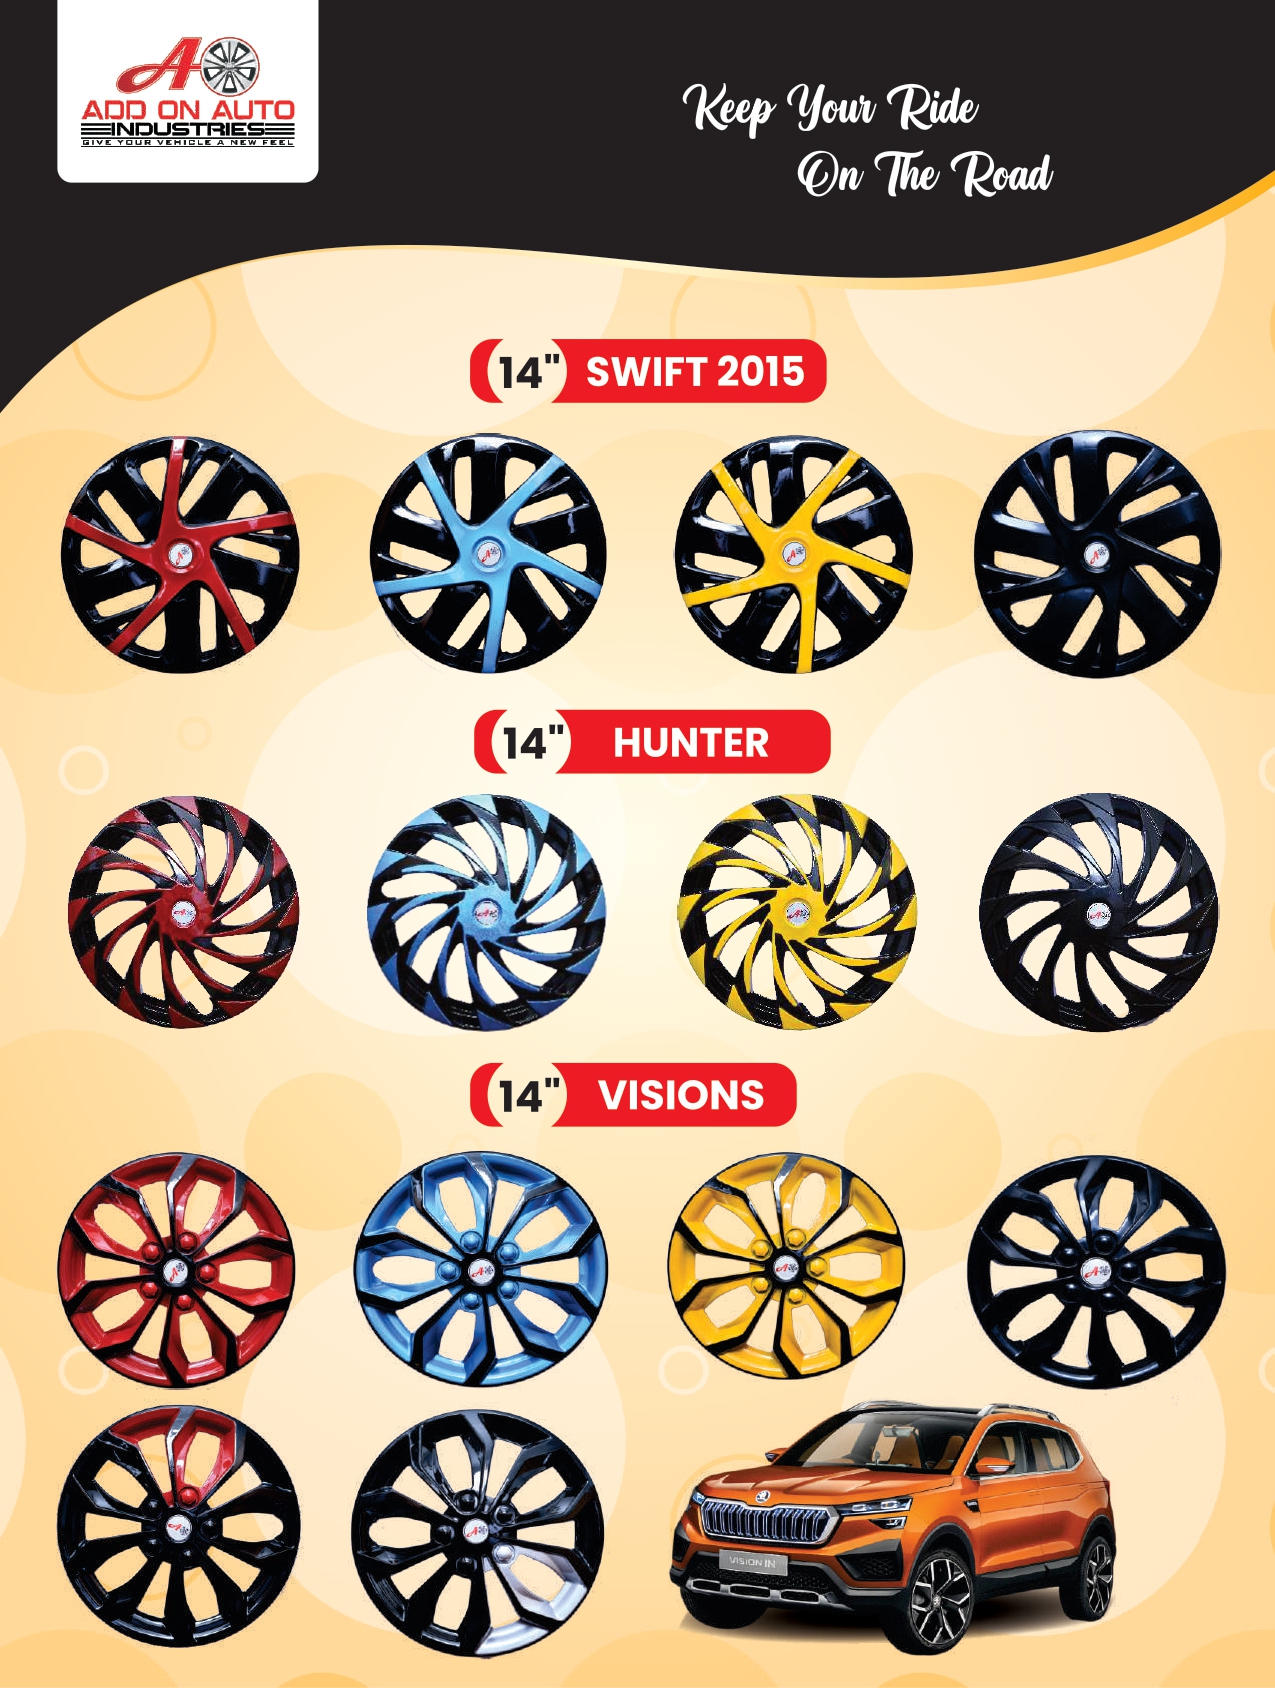 A
ADD ON AUTO
INDUSTRIES
GIVE YOUR VEHICLE A NEW FEEL
Keep Your Ride
On The Road
14" SWIFT 2015
14" HUNTER
14" VISIONS
VISION IN